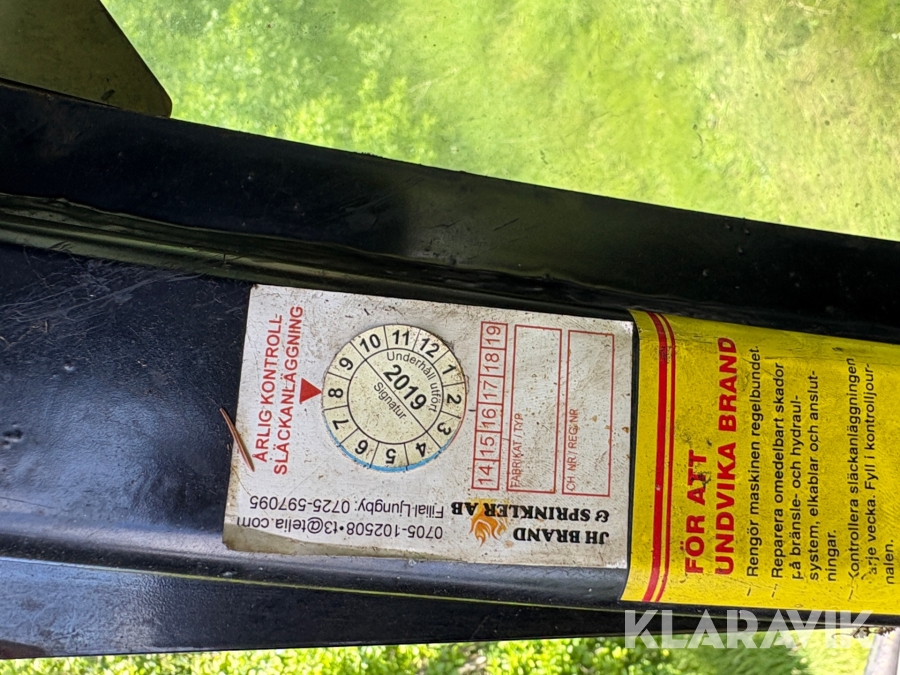 ÅRLIG KONTROLL-
SLÄCKANLÄGGNING
1 2 3 4 5 6 7 8 9 10 11 12
Underhåll utfört
2019
Signatur
14 15 16 17 18 19
FABRIKAT / TYP
CH. NR / REG.NR
JH BRAND
& SPRINKLER AB
Filial-Ljungby: 0725-597095
0705-102508•t3@telia.com
FÖR ATT
UNDVIKA BRAND
– Rengör maskinen regelbundet.
– Reparera omedelbart skador
på bränsle- och hydraul-
system, elkablar och anslut-
ningar.
– Kontrollera släckanläggningen
varje vecka. Fyll i kontrolljour-
nalen.
KLARAVIK